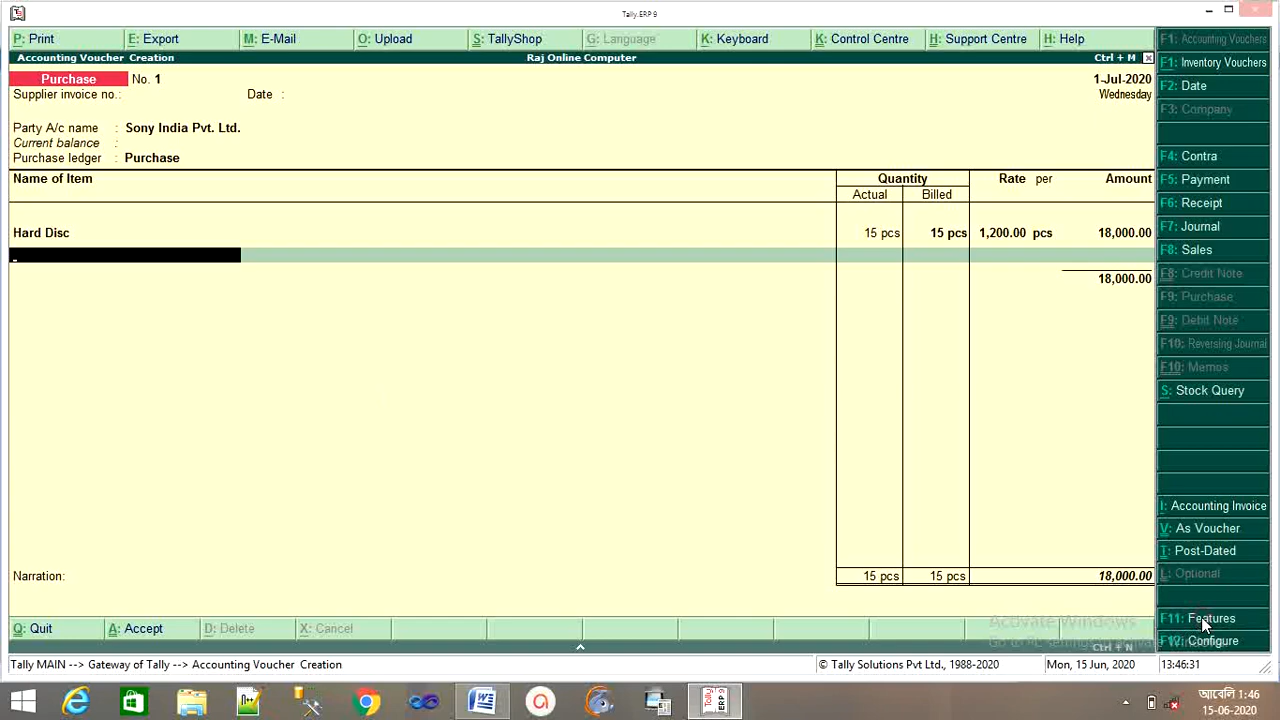 Tally.ERP 9
P: Print E: Export M: E-Mail O: Upload S: TallyShop G: Language K: Keyboard K: Control Centre H: Support Centre H: Help
F1: Accounting Vouchers
Accounting Voucher Creation Raj Online Computer Ctrl + M
F1: Inventory Vouchers
Purchase No. 1 1-Jul-2020
F2: Date
Supplier invoice no.: Date : Wednesday
F3: Company
Party A/c name : Sony India Pvt. Ltd.
Current balance :
Purchase ledger : Purchase
F4: Contra
Name of Item Quantity Rate per Amount
F5: Payment
Actual Billed
F6: Receipt
F7: Journal
Hard Disc 15 pcs 15 pcs 1,200.00 pcs 18,000.00
F8: Sales
18,000.00
F8: Credit Note
F9: Purchase
F9: Debit Note
F10: Reversing Journal
F10: Memos
S: Stock Query
I: Accounting Invoice
V: As Voucher
T: Post-Dated
Narration: 15 pcs 15 pcs 18,000.00
L: Optional
F11: Features
Q: Quit A: Accept D: Delete X: Cancel
Activate Windows
F12: Configure
Ctrl + N
Tally MAIN --> Gateway of Tally --> Accounting Voucher Creation © Tally Solutions Pvt Ltd., 1988-2020 Mon, 15 Jun, 2020 13:46:31
আবেলি 1:46
15-06-2020